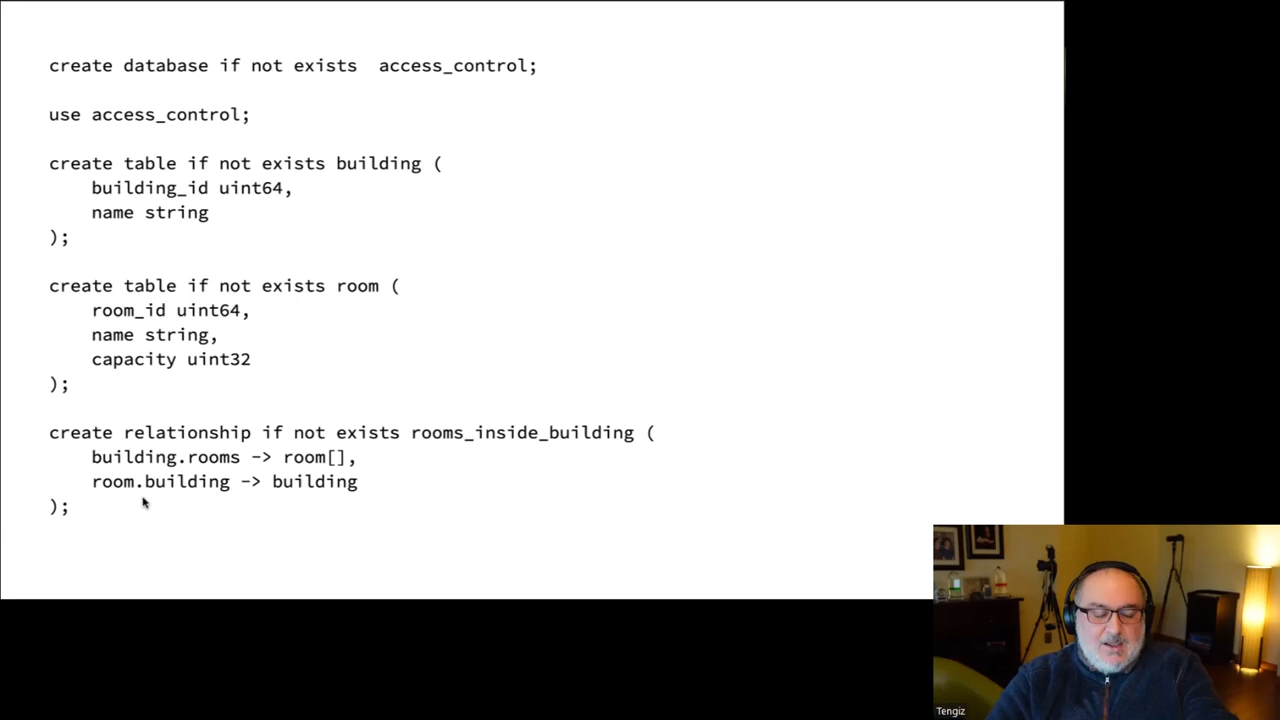 create database if not exists  access_control;
use access_control;
create table if not exists building (
    building_id uint64,
    name string
);
create table if not exists room (
    room_id uint64,
    name string,
    capacity uint32
);
create relationship if not exists rooms_inside_building (
    building.rooms -> room[],
    room.building -> building
);
Tengiz